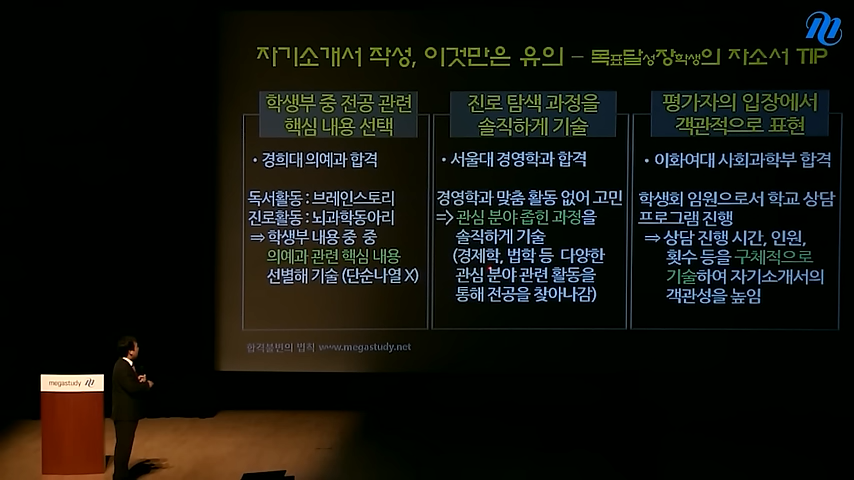 자기소개서 작성, 이것만은 유의 – 목표달성장학생의 자소서 TIP
학생부 중 전공 관련
핵심 내용 선택
• 경희대 의예과 합격
독서활동 : 브레인스토리
진로활동 : 뇌과학동아리
⇒ 학생부 내용 중 중
의예과 관련 핵심 내용
선별해 기술 (단순나열 X)
진로 탐색 과정을
솔직하게 기술
• 서울대 경영학과 합격
경영학과 맞춤 활동 없어 고민
⇒ 관심 분야 좁힌 과정을
솔직하게 기술
(경제학, 법학 등 다양한
관심 분야 관련 활동을
통해 전공을 찾아나감)
평가자의 입장에서
객관적으로 표현
• 이화여대 사회과학부 합격
학생회 임원으로서 학교 상담
프로그램 진행
⇒ 상담 진행 시간, 인원,
횟수 등을 구체적으로
기술하여 자기소개서의
객관성을 높임
합격불변의 법칙 www.megastudy.net
megastudy